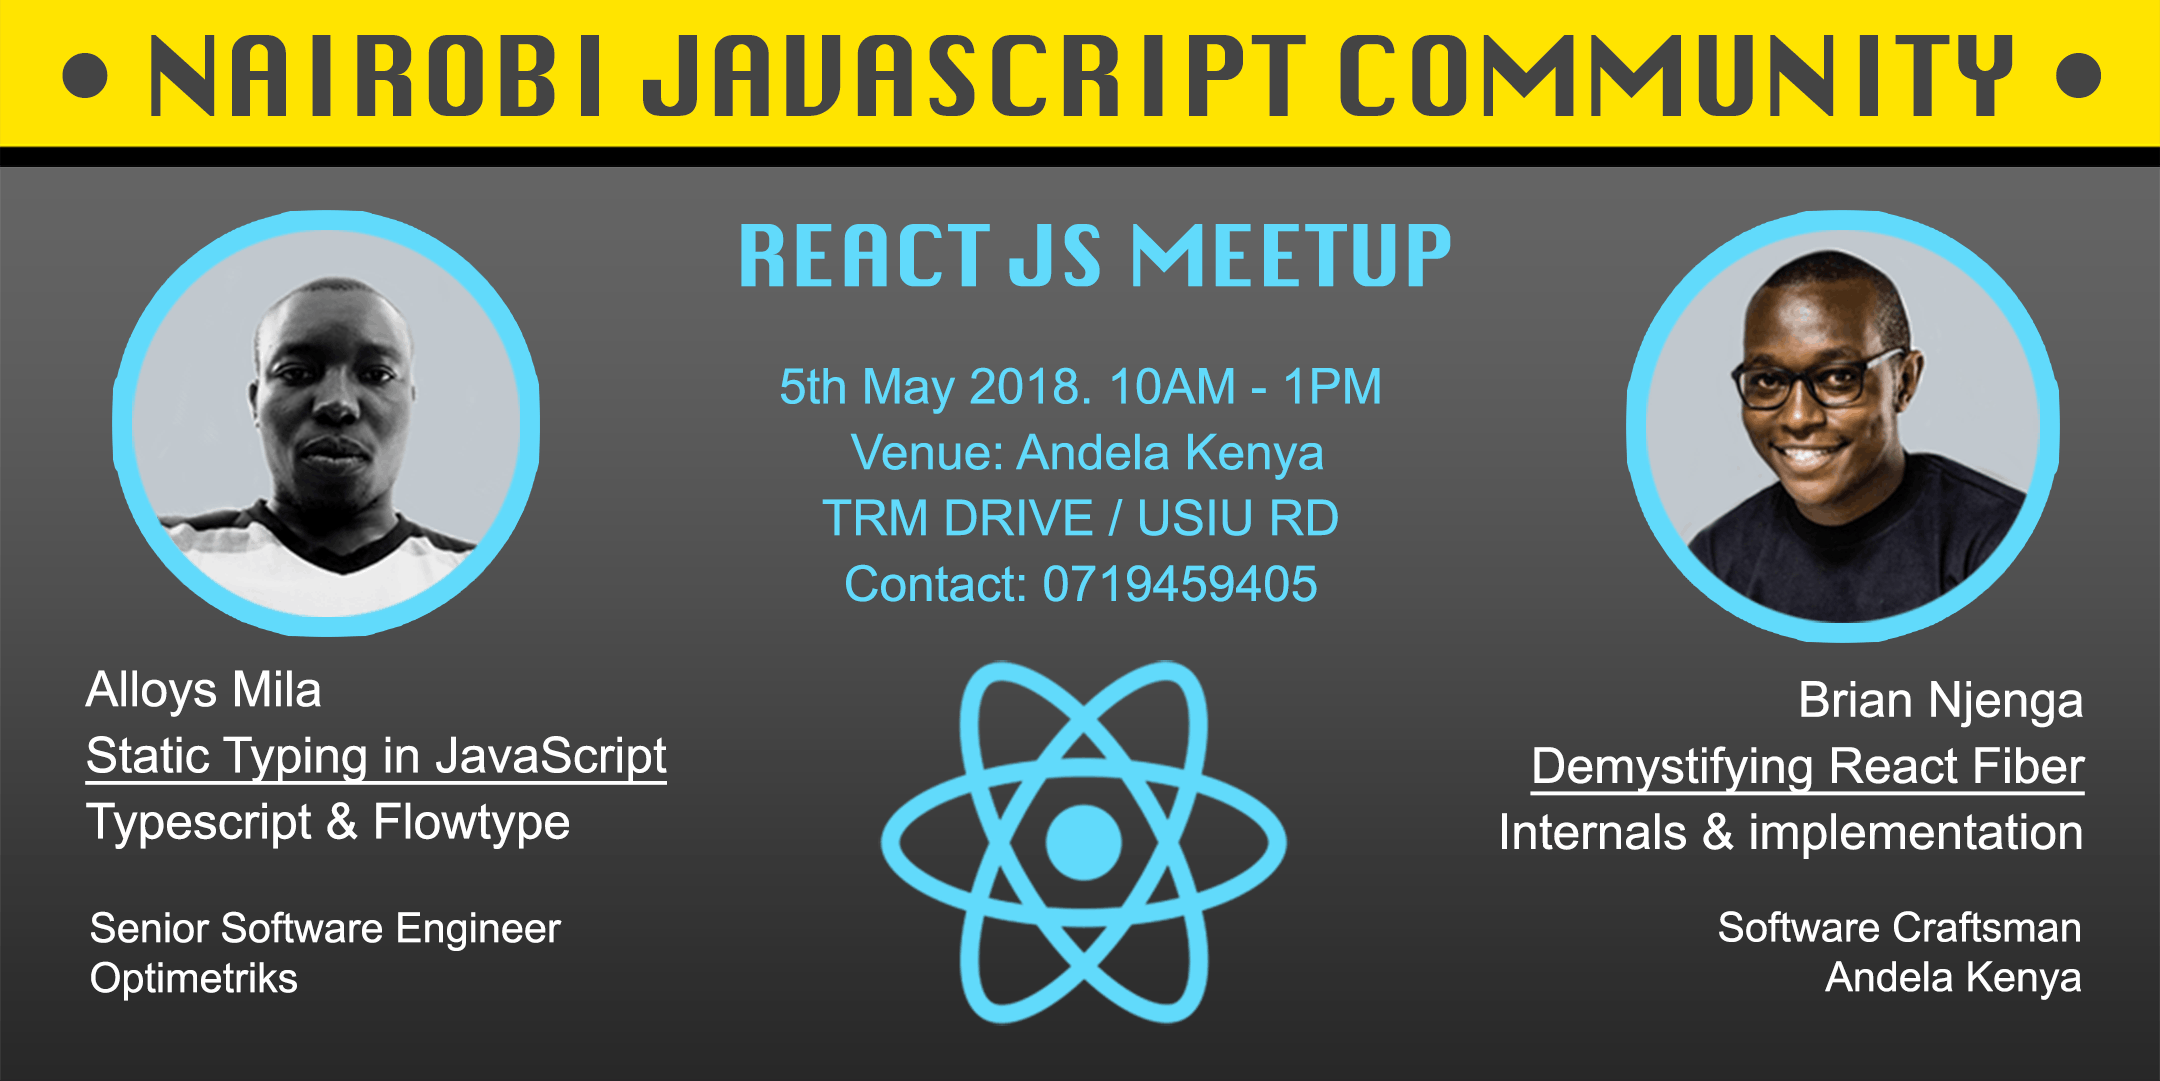 • NAIROBI JAVASCRIPT COMMUNITY •
REACT JS MEETUP
5th May 2018. 10AM - 1PM
Venue: Andela Kenya
TRM DRIVE / USIU RD
Contact: 0719459405
Alloys Mila
Static Typing in JavaScript
Typescript & Flowtype
Senior Software Engineer
Optimetriks
Brian Njenga
Demystifying React Fiber
Internals & implementation
Software Craftsman
Andela Kenya